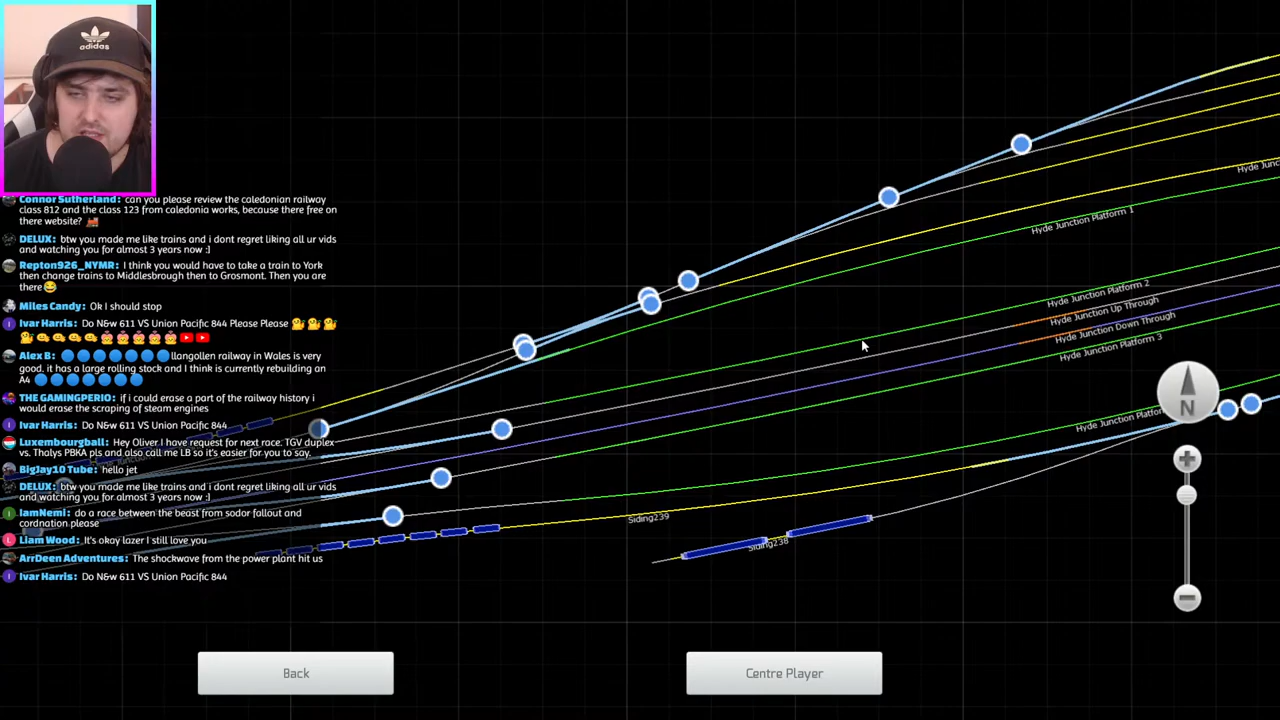 adidas
Connor Sutherland: can you please review the caledonian railway
class 812 and the class 123 from caledonia works, because there free on
there website?
DELUX: btw you made me like trains and i dont regret liking all ur vids
and watching you for almost 3 years now :)
Repton926_NYMR: I think you would have to take a train to York
then change trains to Middlesbrough then to Grosmont. Then you are
there
Miles Candy: Ok I should stop
Ivar Harris: Do N&w 611 VS Union Pacific 844 Please Please
Alex B: llangollen railway in Wales is very
good. it has a large rolling stock and I think is currently rebuilding an
A4
THE GAMINGPERIO: if i could erase a part of the railway history i
would erase the scraping of steam engines
Ivar Harris: Do N&w 611 VS Union Pacific 844
Luxembourgball: Hey Oliver I have request for next race. TGV duplex
vs. Thalys PBKA pls and also call me LB so it's easier for you to say.
BigJay10 Tube: hello jet
DELUX: btw you made me like trains and i dont regret liking all ur vids
and watching you for almost 3 years now :)
IamNemi: do a race between the beast from sodor fallout and
cordnation please
Liam Wood: It's okay lazer I still love you
ArrDeen Adventures: The shockwave from the power plant hit us
Ivar Harris: Do N&w 611 VS Union Pacific 844
Hyde Junc
Hyde Junction Platform 1
Hyde Junction Platform 2
Hyde Junction Up Through
Hyde Junction Down Through
Hyde Junction Platform 3
Hyde Junction Platfor
Siding239
Siding238
N
Back
Centre Player